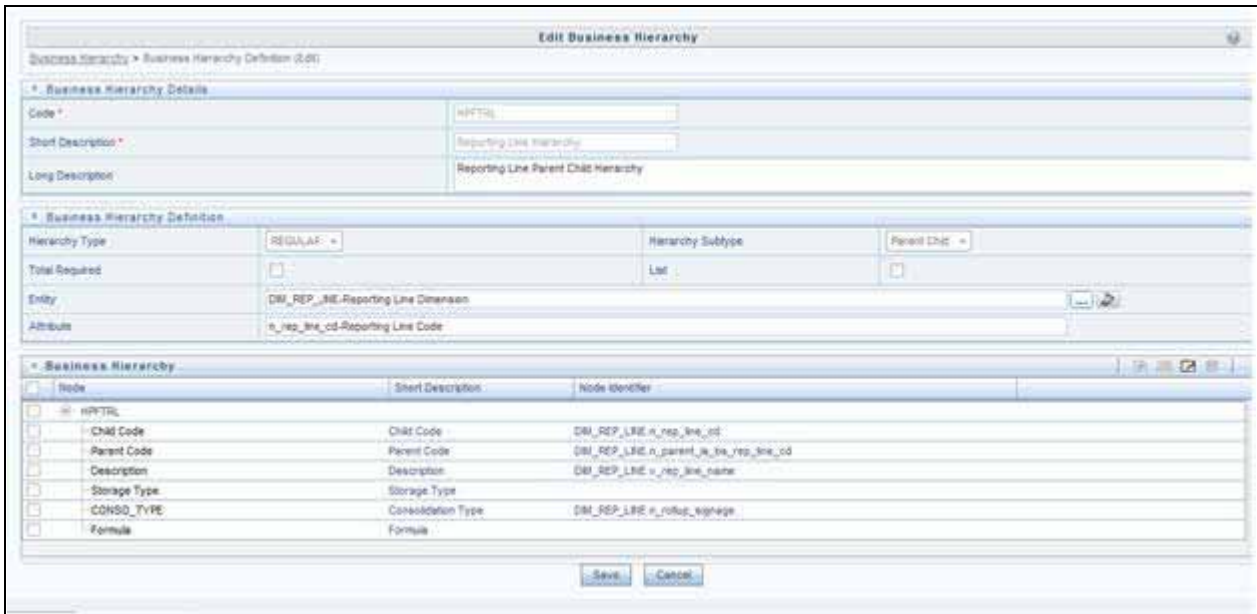 Edit Business Hierarchy
Business Hierarchy > Business Hierarchy Definition (Edit)
Business Hierarchy Details
Code *
HPFTRL
Short Description *
Reporting Line Hierarchy
Long Description
Reporting Line Parent Child Hierarchy
Business Hierarchy Definition
Hierarchy Type
REGULAR
Hierarchy Subtype
Parent Child
Total Required
List
Entity
DIM_REP_LINE-Reporting Line Dimension
...
Attribute
n_rep_line_cd-Reporting Line Code
Business Hierarchy
Node Short Description Node Identifier
HPFTRL
Child Code Child Code DIM_REP_LINE.n_rep_line_cd
Parent Code Parent Code
Description Description DIM_REP_LINE.v_rep_line_name
Storage Type Storage Type
CONSO_TYPE Consolidation Type DIM_REP_LINE.n_rollup_signage
Formula Formula
Save Cancel